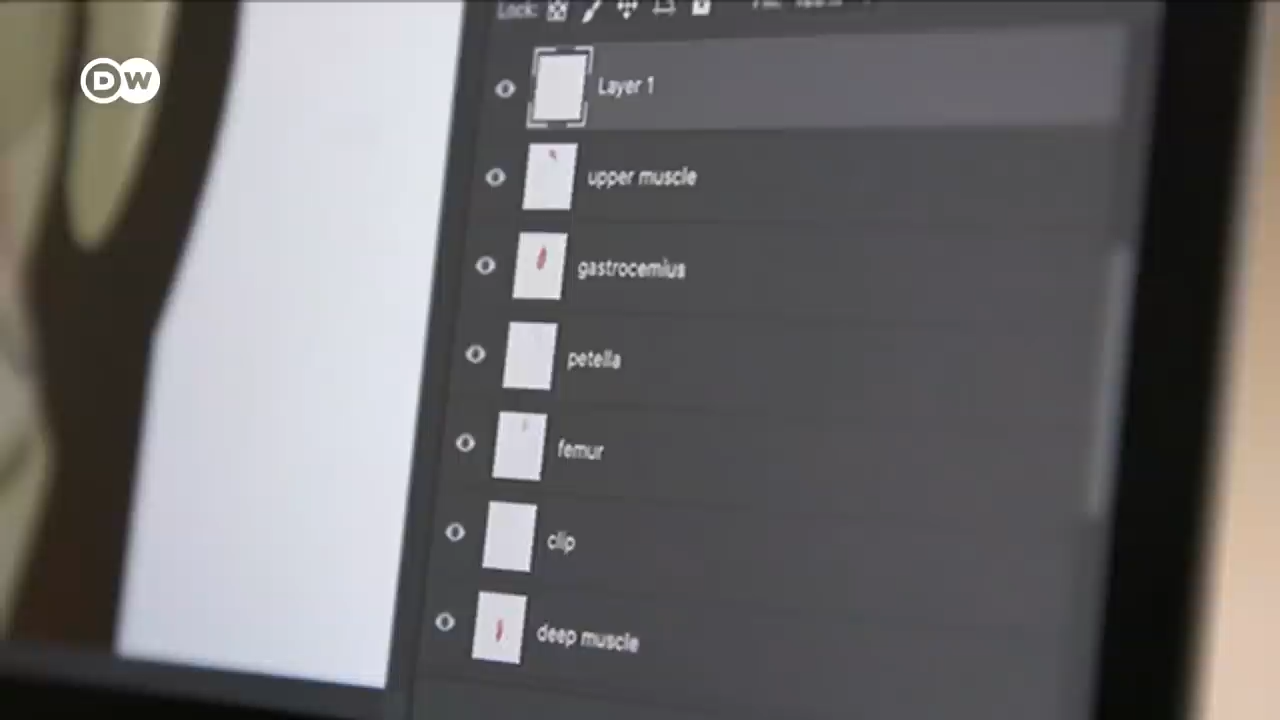 DW
Lock:
Layer 1
upper muscle
gastrocemius
petella
femur
clip
deep muscle